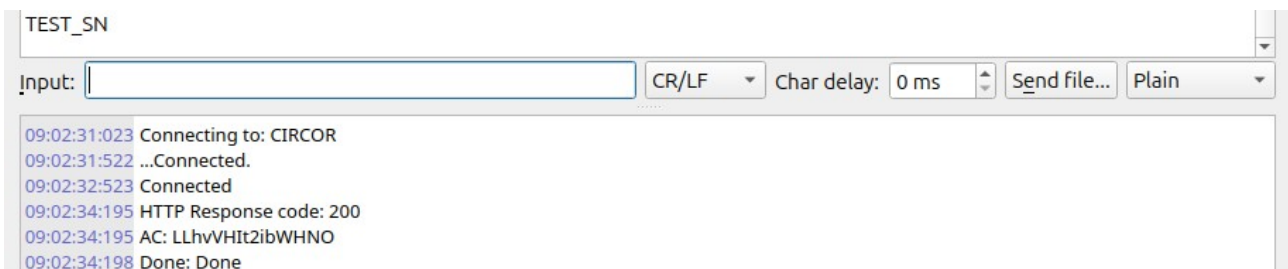 TEST_SN
Input: CR/LF Char delay: 0 ms Send file... Plain
09:02:31:023 Connecting to: CIRCOR
09:02:31:522 ...Connected.
09:02:32:523 Connected
09:02:34:195 HTTP Response code: 200
09:02:34:195 AC: LLhvVHIt2ibWHNO
09:02:34:198 Done: Done